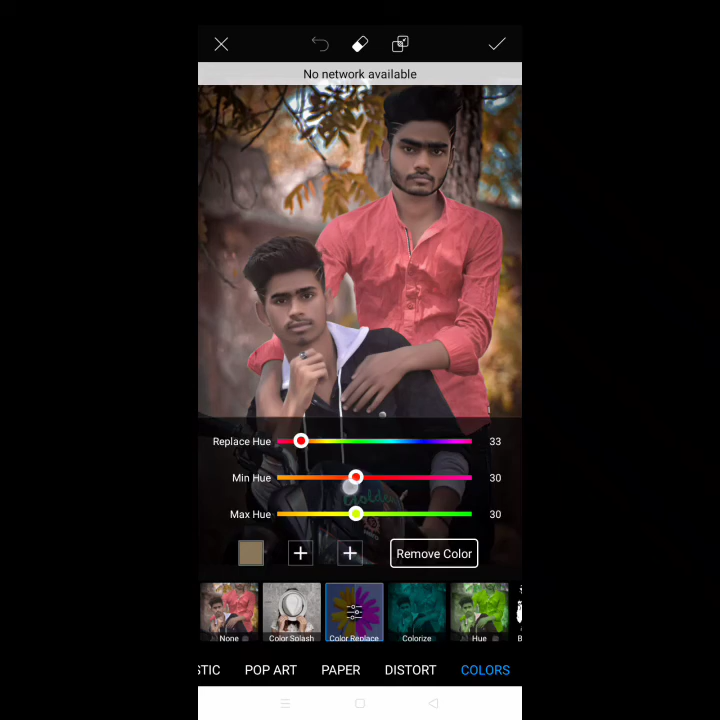 No network available
Replace Hue 33
Min Hue 30
Golden
Max Hue 30
Remove Color
None Color Splash Color Replace Colorize Hue B
STIC POP ART PAPER DISTORT COLORS